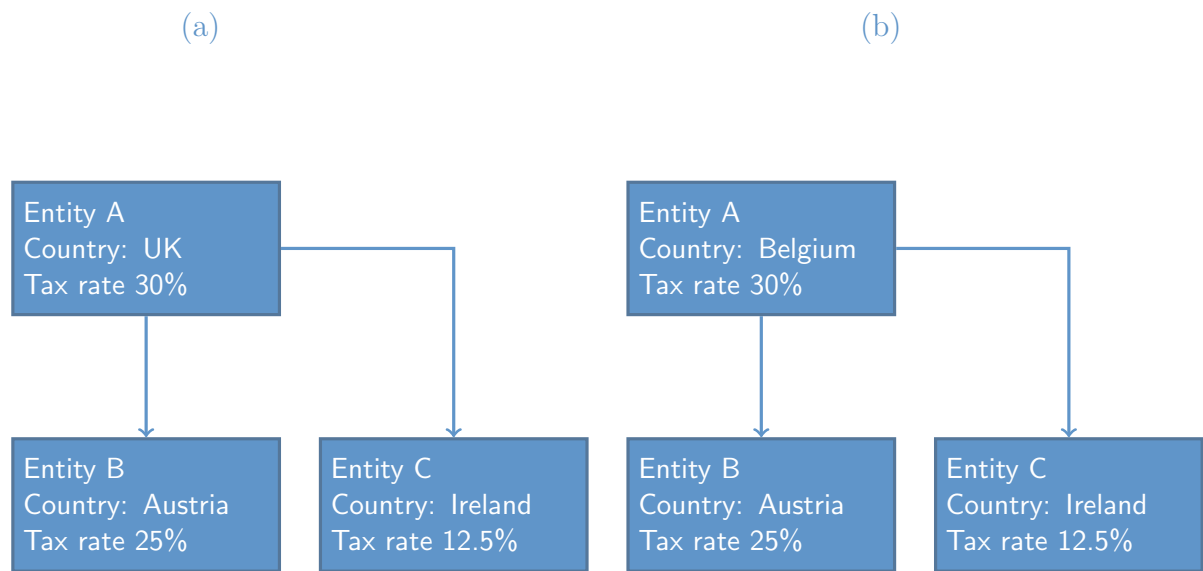 (a)
(b)
Entity A
Country: UK
Tax rate 30%
Entity A
Country: Belgium
Tax rate 30%
Entity B
Country: Austria
Tax rate 25%
Entity C
Country: Ireland
Tax rate 12.5%
Entity B
Country: Austria
Tax rate 25%
Entity C
Country: Ireland
Tax rate 12.5%